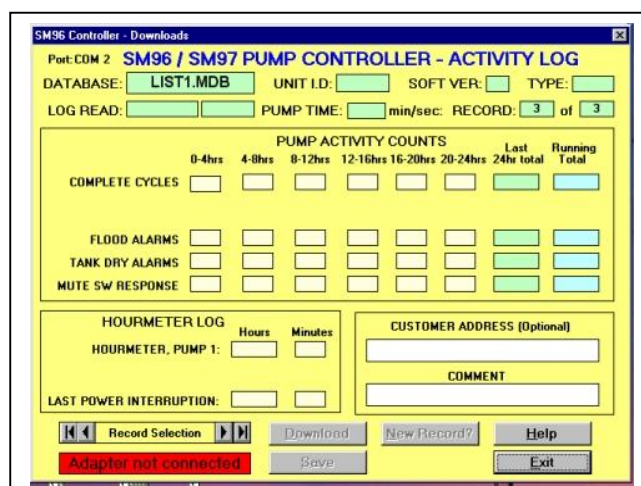 SM96 Controller - Downloads
Port: COM 2 SM96 / SM97 PUMP CONTROLLER - ACTIVITY LOG
DATABASE: LIST1.MDB UNIT I.D: SOFT VER: TYPE:
LOG READ: PUMP TIME: min/sec: RECORD: 3 of 3
PUMP ACTIVITY COUNTS
0-4hrs 4-8hrs 8-12hrs 12-16hrs 16-20hrs 20-24hrs Last 24hr total Running Total
COMPLETE CYCLES
FLOOD ALARMS
TANK DRY ALARMS
MUTE SW RESPONSE
HOURMETER LOG Hours Minutes
HOURMETER, PUMP 1:
LAST POWER INTERRUPTION:
CUSTOMER ADDRESS (Optional)
COMMENT
Record Selection Download New Record? Help
Adapter not connected Save Exit